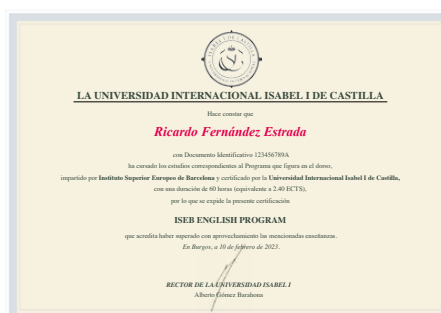 LA UNIVERSIDAD INTERNACIONAL ISABEL I DE CASTILLA
Hace constar que
Ricardo Fernández Estrada
con Documento Identificativo 123456789A
ha cursado los estudios correspondientes al Programa que figura en el dorso,
impartido por Instituto Superior Europeo de Barcelona y certificado por la Universidad Internacional Isabel I de Castilla,
con una duración de 60 horas (equivalente a 2.40 ECTS),
por lo que se expide la presente certificación
ISEB ENGLISH PROGRAM
que acredita haber superado con aprovechamiento las mencionadas enseñanzas.
En Burgos, a 10 de febrero de 2023.
RECTOR DE LA UNIVERSIDAD ISABEL I
Alberto Gómez Barahona